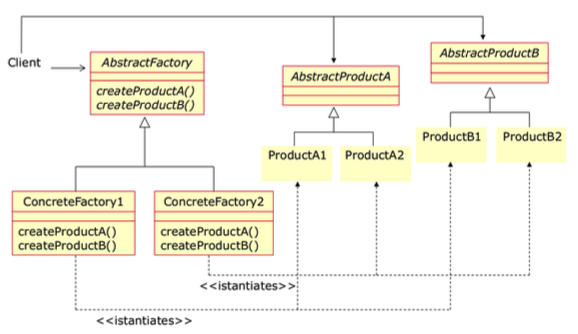 AbstractProductB
Client
AbstractFactory
AbstractProductA
createProductA()
createProductB()
ProductB1
ProductB2
ProductA1
ProductA2
ConcreteFactory1
ConcreteFactory2
createProductA()
createProductB()
createProductA()
createProductB()
<<istantiates>>
<<istantiates>>